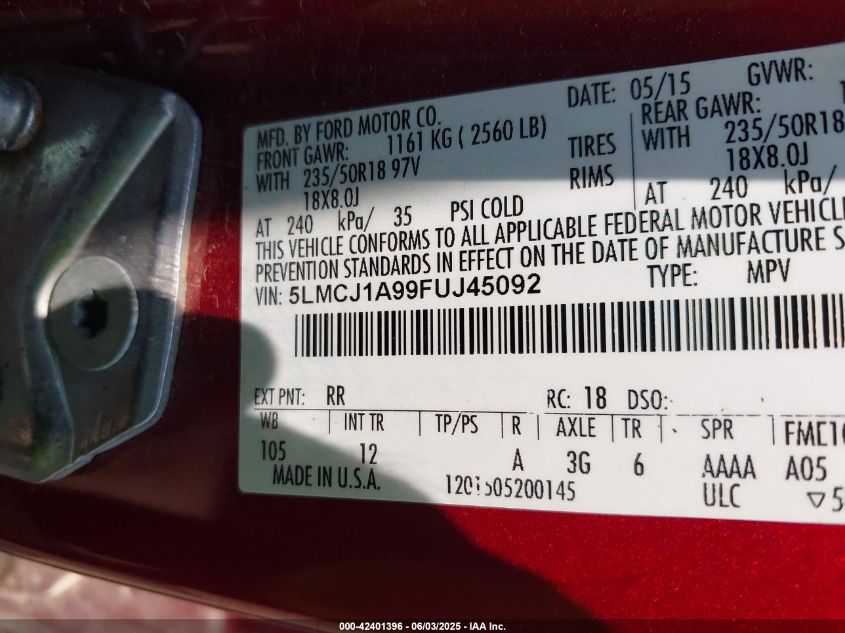 DATE: 05/15 GVWR:
MFD. BY FORD MOTOR CO.
FRONT GAWR: 1161 KG ( 2560 LB) REAR GAWR:
WITH 235/50R18 97V TIRES WITH 235/50R18
18X8.0J RIMS 18X8.0J
AT 240 kPa/ 35 PSI COLD AT 240 kPa/
THIS VEHICLE CONFORMS TO ALL APPLICABLE FEDERAL MOTOR VEHICLE
PREVENTION STANDARDS IN EFFECT ON THE DATE OF MANUFACTURE S
VIN: 5LMCJ1A99FUJ45092 TYPE: MPV
EXT PNT: RR RC: 18 DSO:
WB INT TR TP/PS R AXLE TR SPR
105 12 A 3G 6 AAAA A05
MADE IN U.S.A. ULC
000-42401396 - 06/03/2025 - IAA Inc.